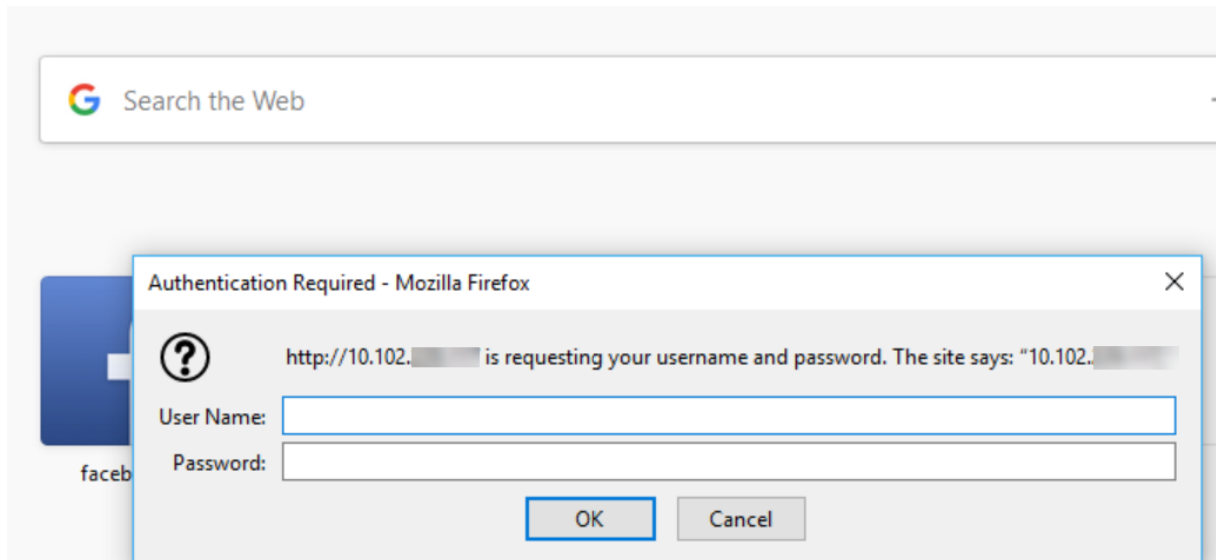 Search the Web
Authentication Required - Mozilla Firefox
http://10.102. is requesting your username and password. The site says: "10.102.
User Name:
Password:
OK
Cancel
faceb